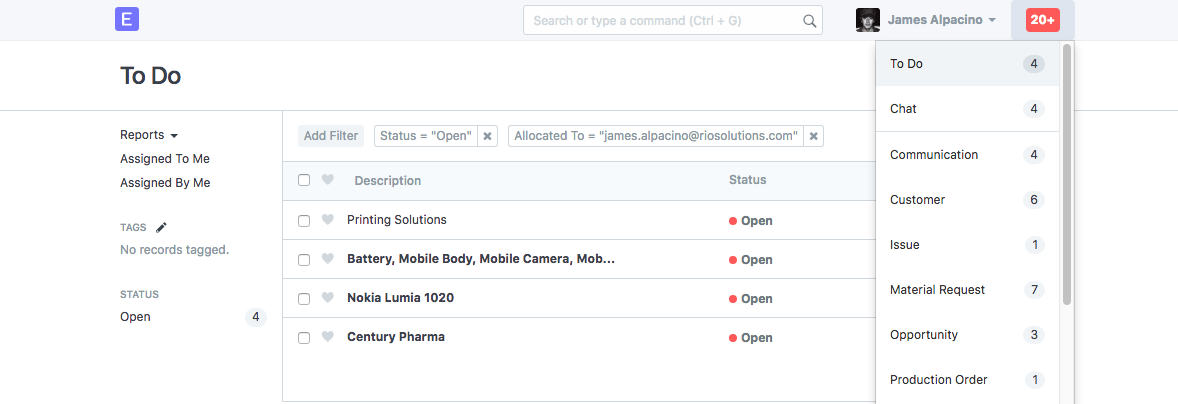 E
Search or type a command (Ctrl + G)
James Alpacino
20+
To Do
Reports
Assigned To Me
Assigned By Me
TAGS
No records tagged.
STATUS
Open 4
Add Filter Status = "Open" × Allocated To = "james.alpacino@riosolutions.com" ×
Description Status
Printing Solutions Open
Battery, Mobile Body, Mobile Camera, Mob... Open
Nokia Lumia 1020 Open
Century Pharma Open
To Do 4
Chat 4
Communication 4
Customer 6
Issue 1
Material Request 7
Opportunity 3
Production Order 1